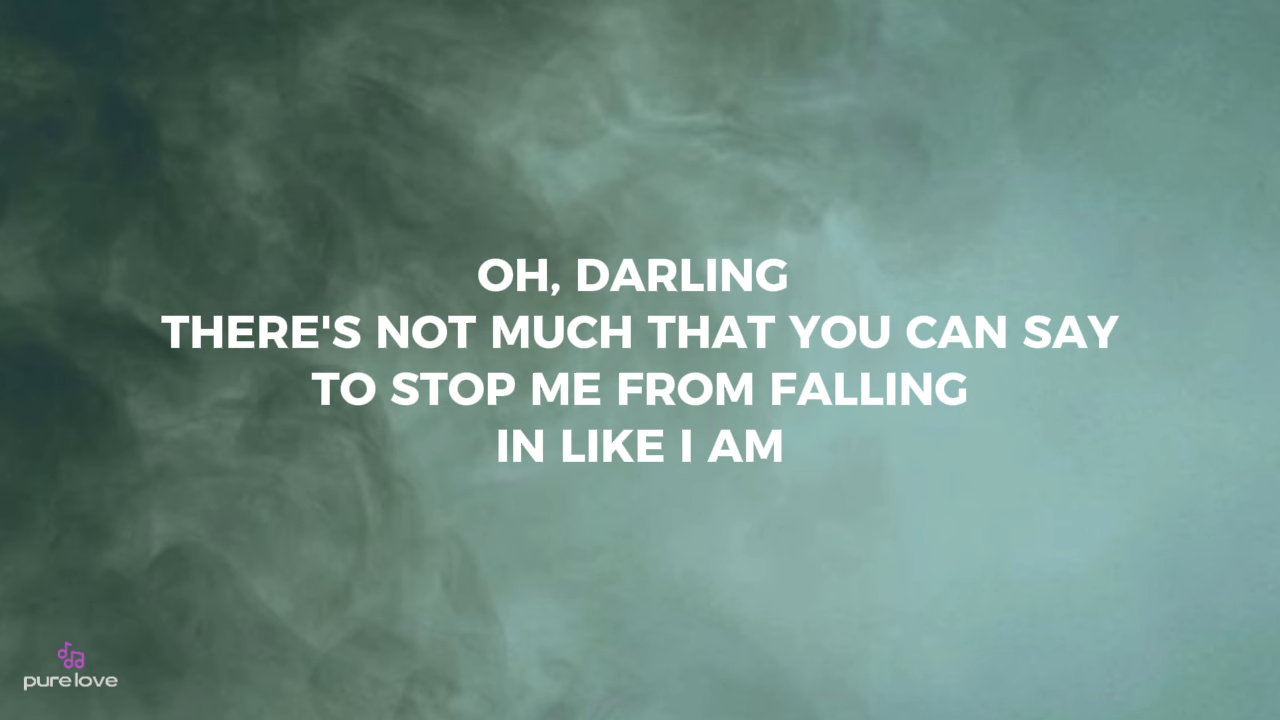 OH, DARLING
THERE'S NOT MUCH THAT YOU CAN SAY
TO STOP ME FROM FALLING
IN LIKE I AM
pure love